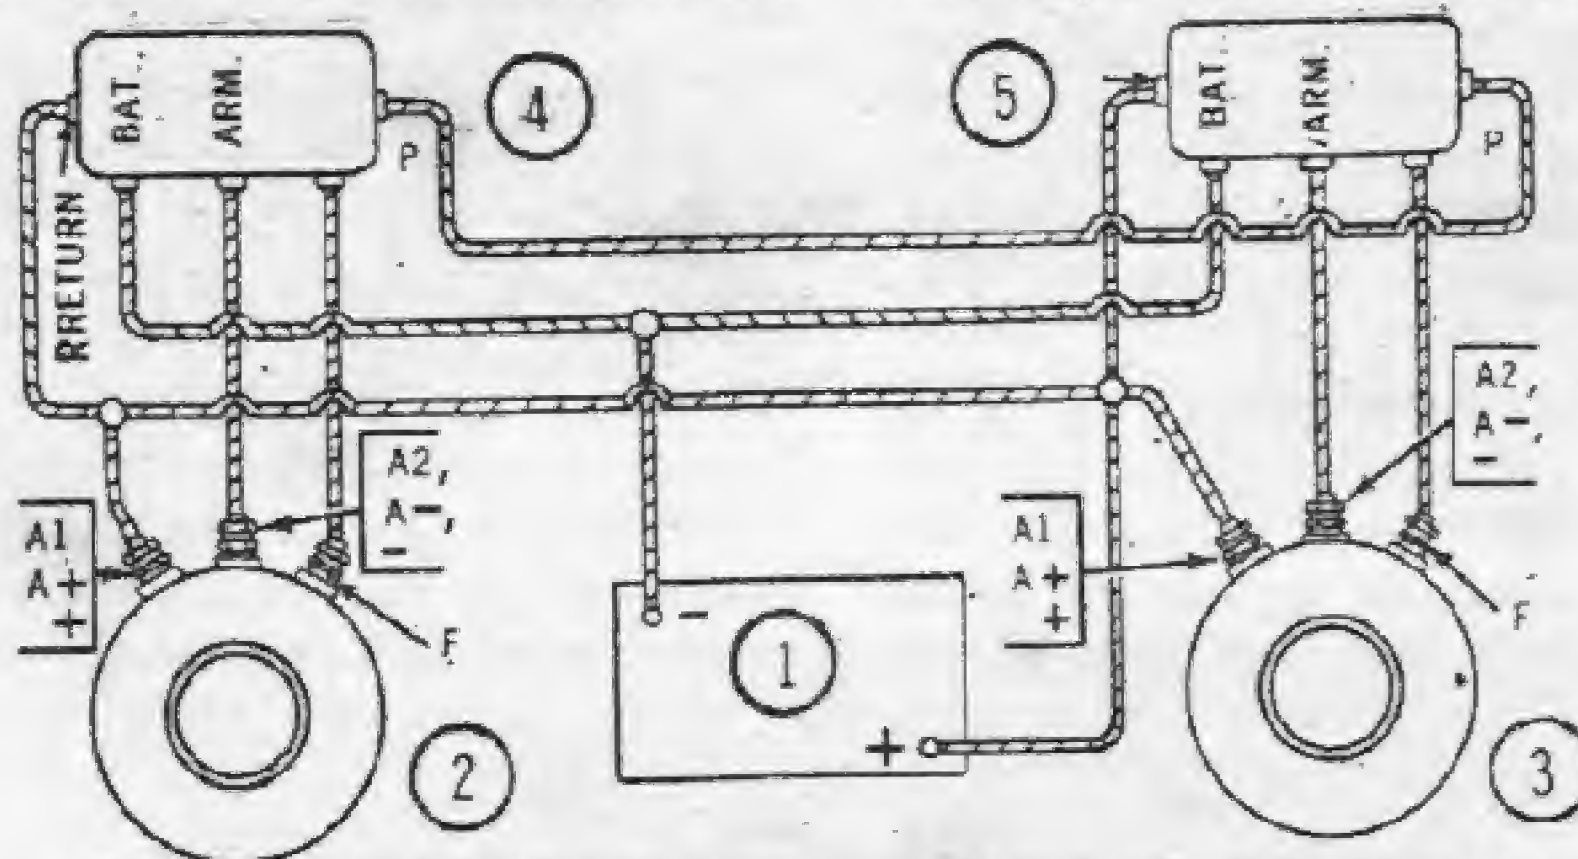 BAT.
ARM.
P
4
RRETURN
5
BAT.
ARM.
P
A1
A+
+
A2,
A-,
-
F
2
-
1
+
A1
A+
+
A2,
A-,
-
F
3